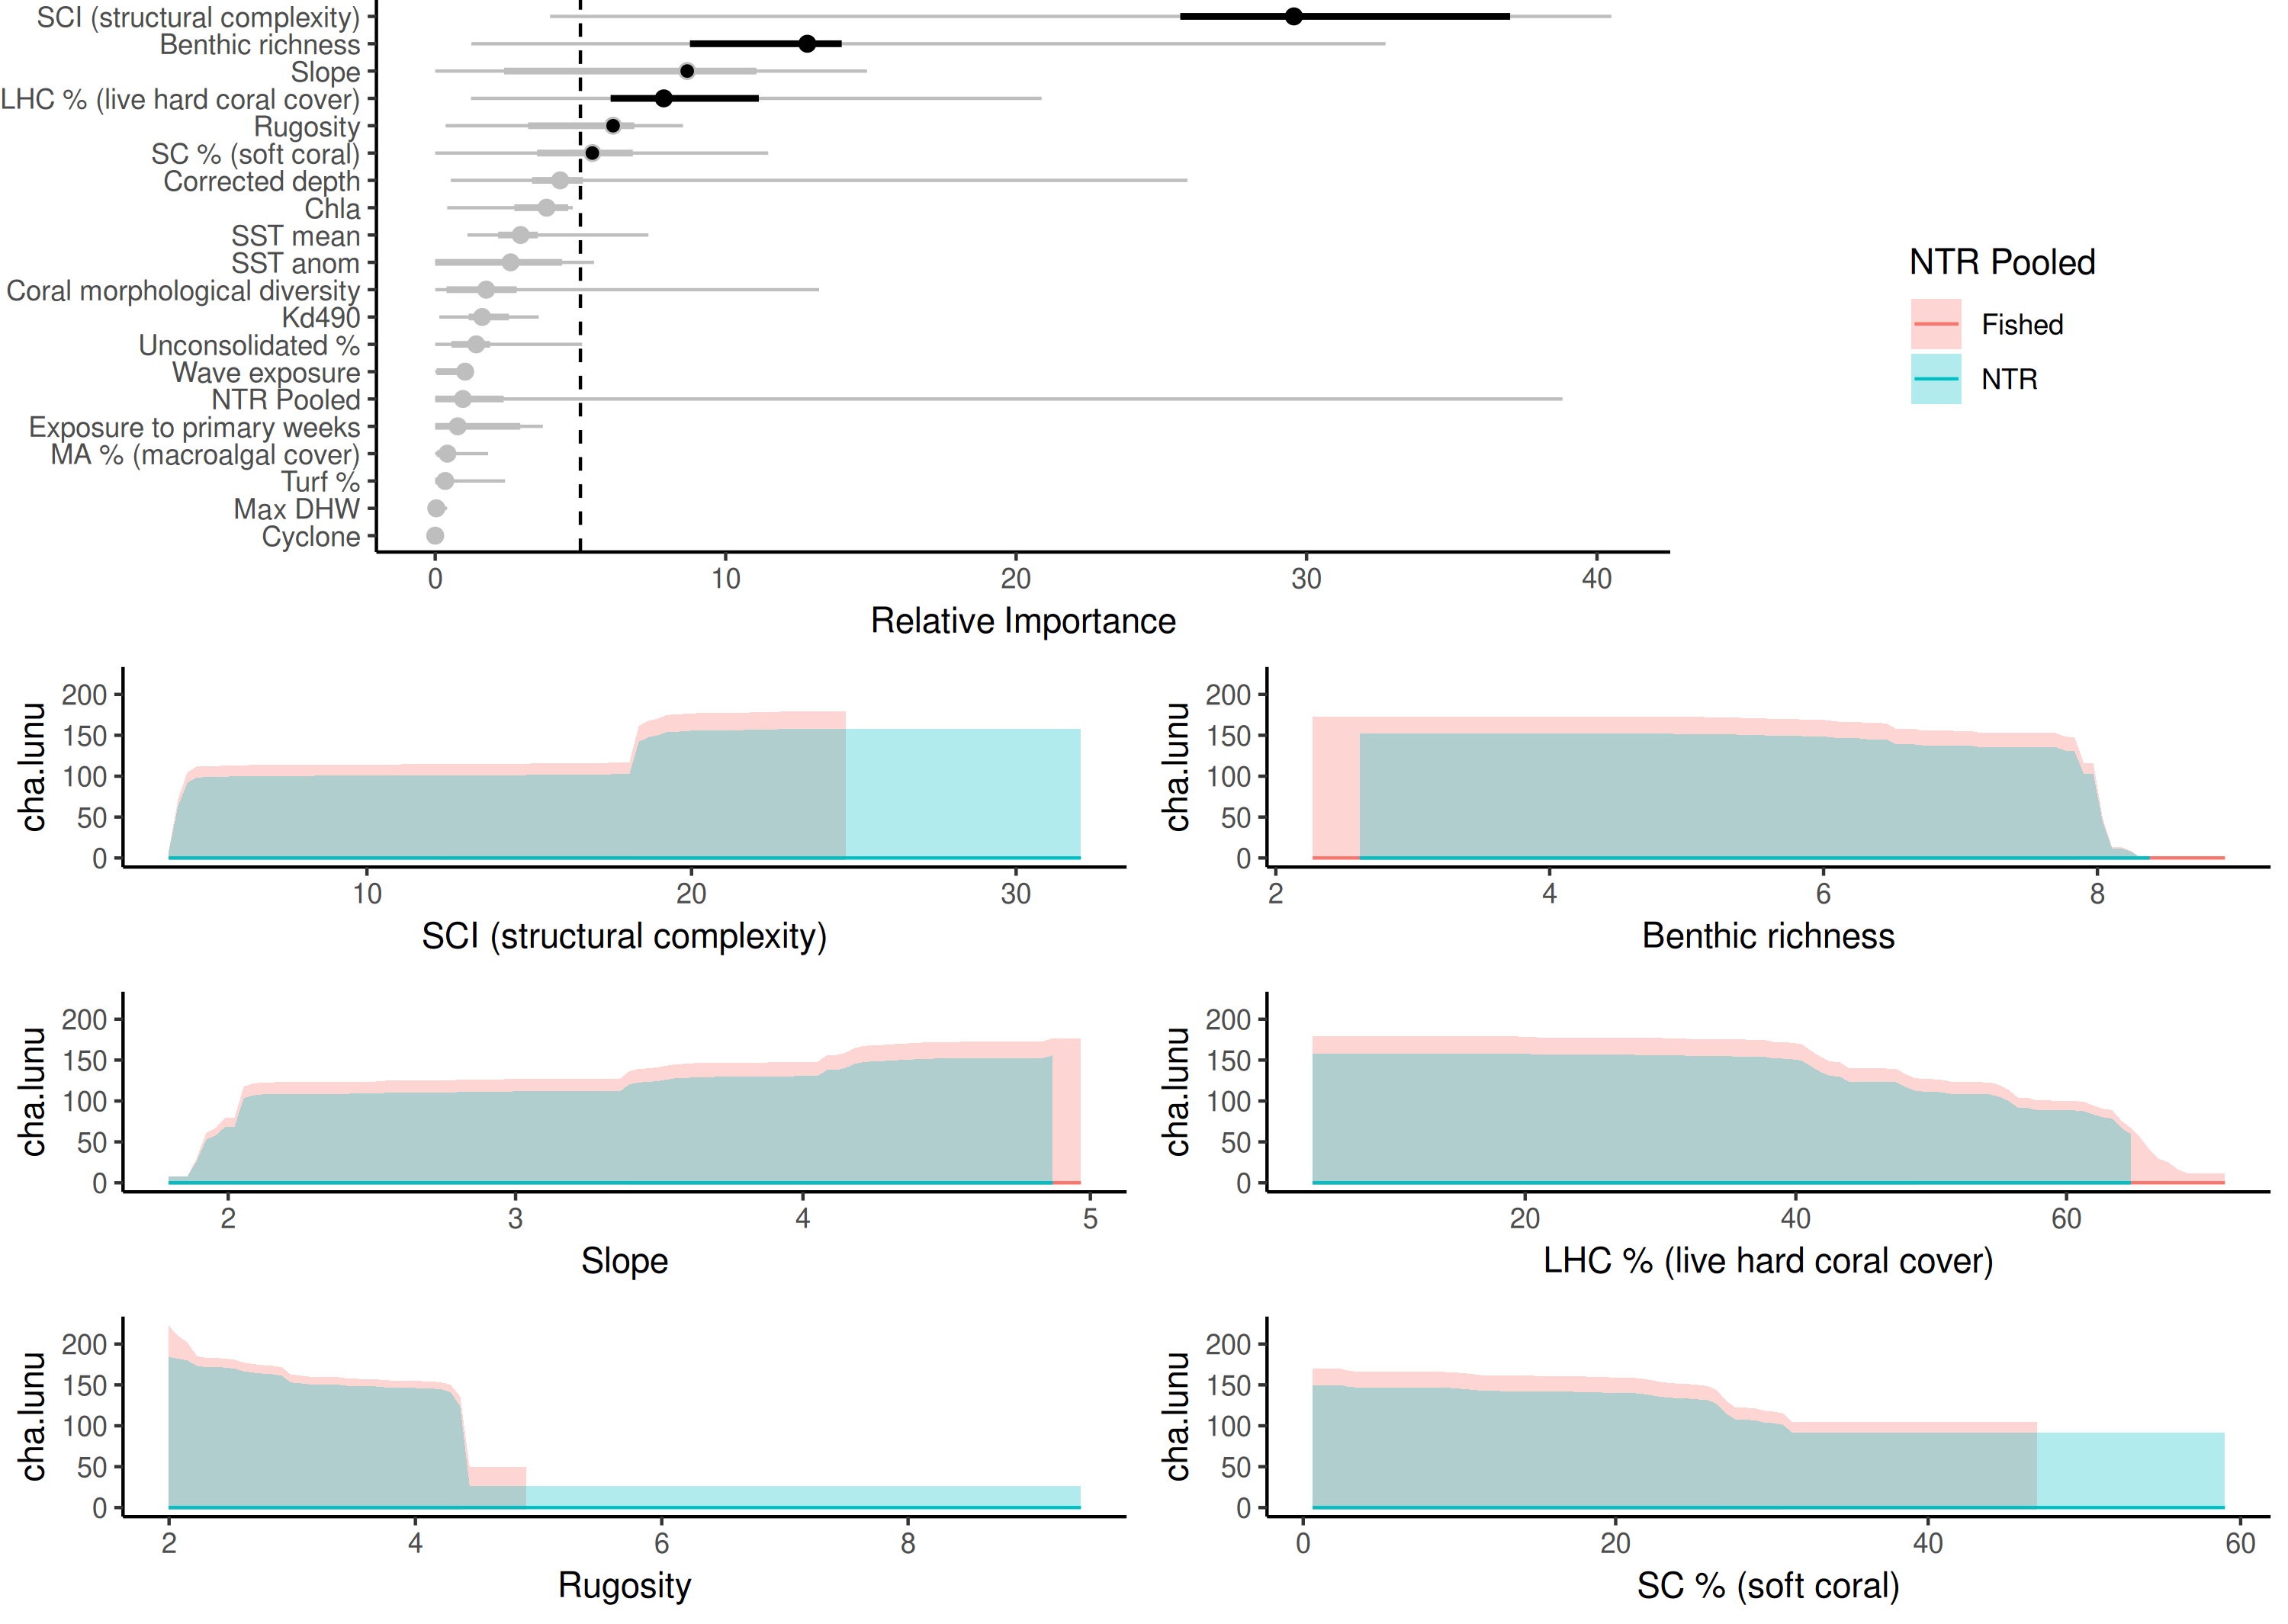 SCI (structural complexity)
Benthic richness
Slope
LHC % (live hard coral cover)
Rugosity
SC % (soft coral)
Corrected depth
Chla
SST mean
SST anom
Coral morphological diversity
Kd490
Unconsolidated %
Wave exposure
NTR Pooled
Exposure to primary weeks
MA % (macroalgal cover)
Turf %
Max DHW
Cyclone
0 10 20 30 40
Relative Importance
NTR Pooled
Fished
NTR
cha.lunu
200
150
100
50
0
10 20 30
SCI (structural complexity)
cha.lunu
200
150
100
50
0
2 4 6 8
Benthic richness
cha.lunu
200
150
100
50
0
2 3 4 5
Slope
cha.lunu
200
150
100
50
0
20 40 60
LHC % (live hard coral cover)
cha.lunu
200
150
100
50
0
2 4 6 8
Rugosity
cha.lunu
200
150
100
50
0
0 20 40 60
SC % (soft coral)